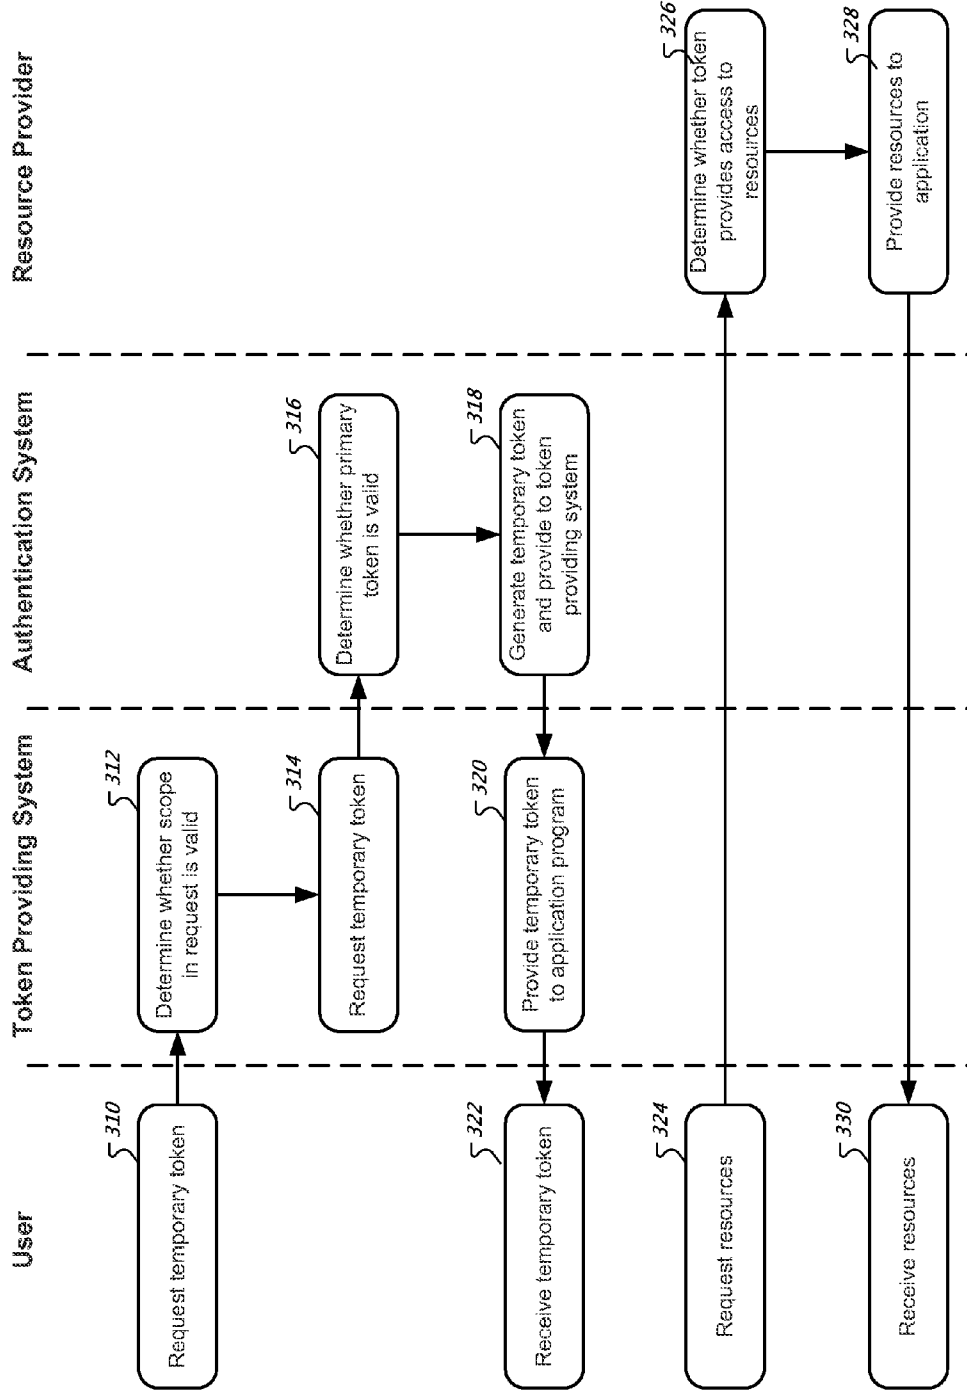 User
Token Providing System
Authentication System
Resource Provider
310
Request temporary token
312
Determine whether scope
in request is valid
314
Request temporary token
316
Determine whether primary
token is valid
318
Generate temporary token
and provide to token
providing system
320
Provide temporary token
to application program
322
Receive temporary token
324
Request resources
326
Determine whether token
provides access to
resources
328
Provide resources to
application
330
Receive resources